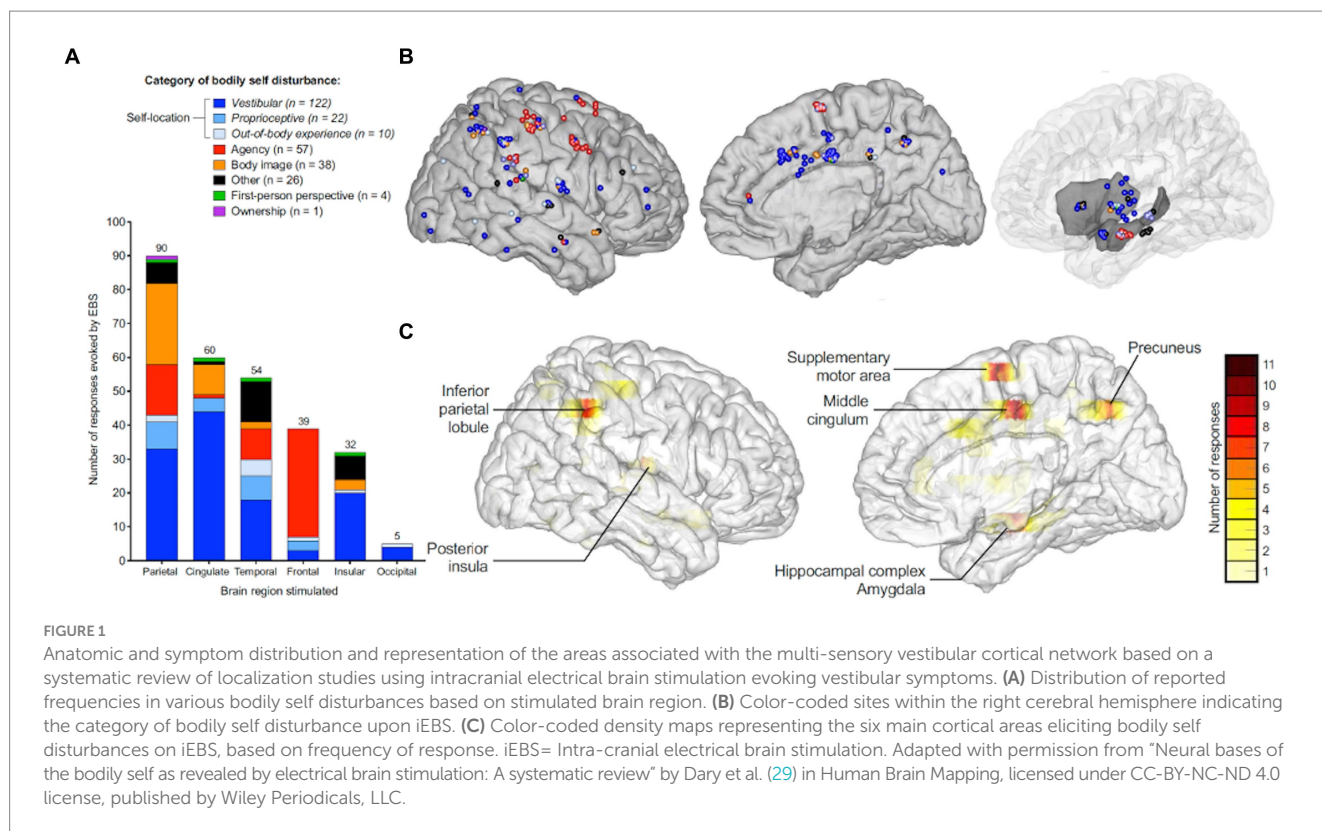 A
Category of bodily self disturbance:
Self-location
Vestibular (n = 122)
Proprioceptive (n = 22)
Out-of-body experience (n = 10)
Agency (n = 57)
Body image (n = 38)
Other (n = 26)
First-person perspective (n = 4)
Ownership (n = 1)
Number of responses evoked by EBS
100
90
80
70
60
50
40
30
20
10
0
90
60
54
39
32
5
Parietal
Cingulate
Temporal
Frontal
Insular
Occipital
Brain region stimulated
B
C
Inferior
parietal
lobule
Posterior
insula
Supplementary
motor area
Middle
cingulum
Precuneus
Hippocampal complex
Amygdala
Number of responses
11
10
9
8
7
6
5
4
3
2
1
FIGURE 1
Anatomic and symptom distribution and representation of the areas associated with the multi-sensory vestibular cortical network based on a
systematic review of localization studies using intracranial electrical brain stimulation evoking vestibular symptoms. (A) Distribution of reported
frequencies in various bodily self disturbances based on stimulated brain region. (B) Color-coded sites within the right cerebral hemisphere indicating
the category of bodily self disturbance upon iEBS. (C) Color-coded density maps representing the six main cortical areas eliciting bodily self
disturbances on iEBS, based on frequency of response. iEBS= Intra-cranial electrical brain stimulation. Adapted with permission from "Neural bases of
the bodily self as revealed by electrical brain stimulation: A systematic review" by Dary et al. (29) in Human Brain Mapping, licensed under CC-BY-NC-ND 4.0
license, published by Wiley Periodicals, LLC.